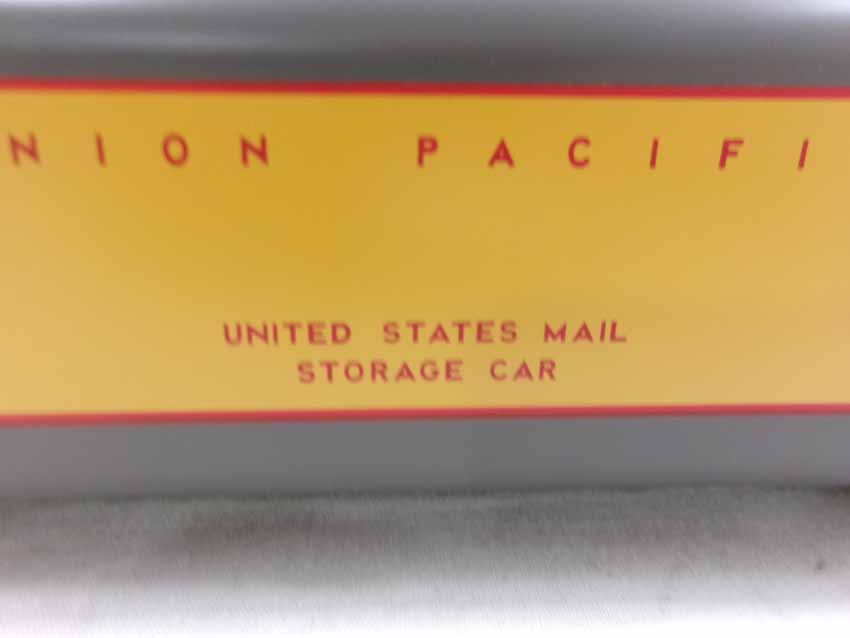 NION PACIFI
UNITED STATES MAIL
STORAGE CAR